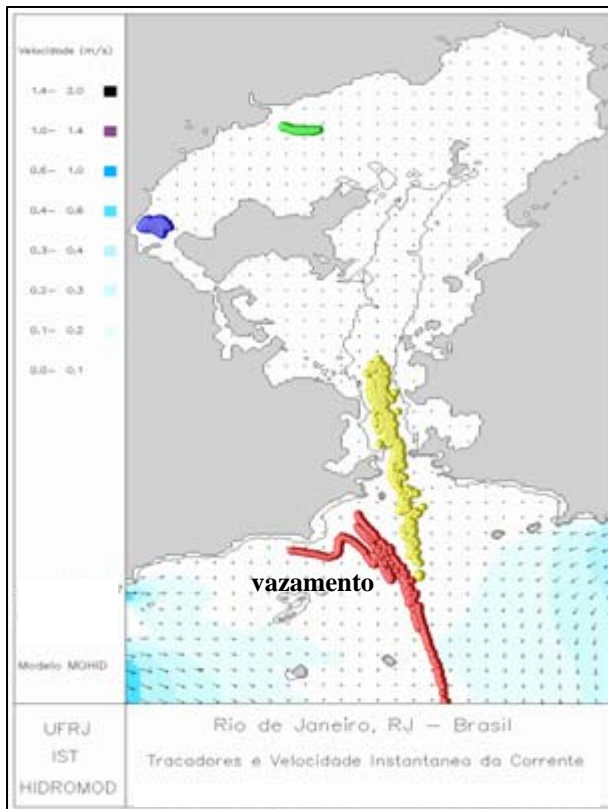 Velocidade (m/s)
1.4- 2.0
1.0- 1.4
0.6- 1.0
0.4- 0.6
0.3- 0.4
0.2- 0.3
0.1- 0.2
0.0- 0.1
vazamento
Modelo MOHID
UFRJ
IST
HIDROMOD
Rio de Janeiro, RJ - Brasil
Tracadores e Velocidade Instantanea da Corrente